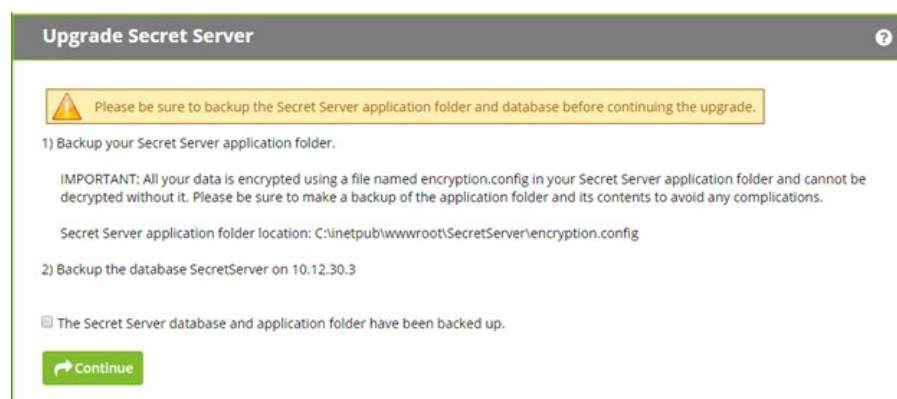 Upgrade Secret Server
?
Please be sure to backup the Secret Server application folder and database before continuing the upgrade.
1) Backup your Secret Server application folder.
IMPORTANT: All your data is encrypted using a file named encryption.config in your Secret Server application folder and cannot be
decrypted without it. Please be sure to make a backup of the application folder and its contents to avoid any complications.
Secret Server application folder location: C:\inetpub\wwwroot\SecretServer\encryption.config
2) Backup the database SecretServer on 10.12.30.3
The Secret Server database and application folder have been backed up.
Continue